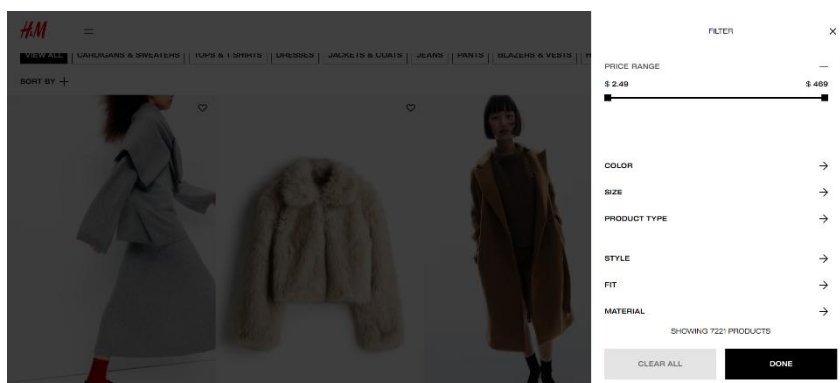 H&M
VIEW ALL CARDIGANS & SWEATERS TOPS & T-SHIRTS DRESSES JACKETS & COATS JEANS PANTS BLAZERS & VESTS
SORT BY +
FILTER
PRICE RANGE
$ 2.49 $ 469
COLOR
SIZE
PRODUCT TYPE
STYLE
FIT
MATERIAL
SHOWING 7221 PRODUCTS
CLEAR ALL DONE